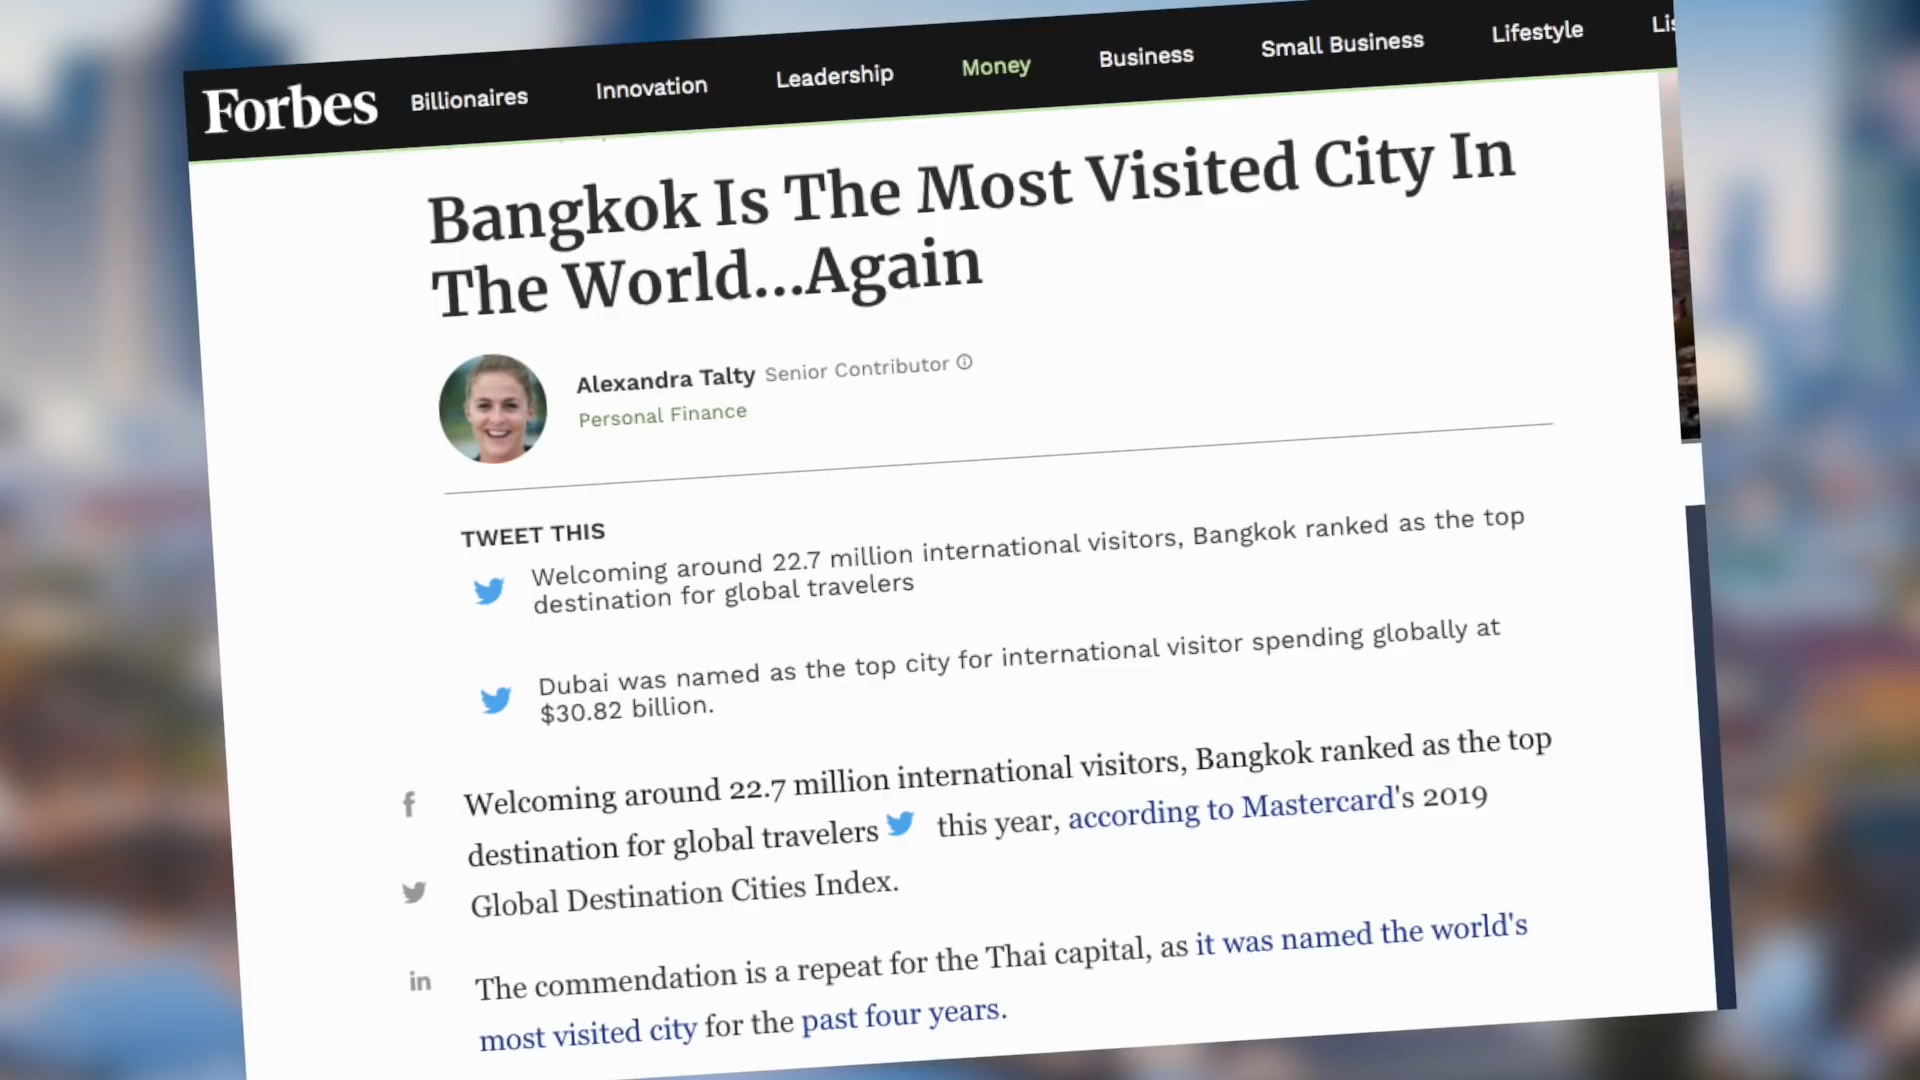 Forbes Billionaires Innovation Leadership Money Business Small Business Lifestyle
Bangkok Is The Most Visited City In
The World...Again
Alexandra Talty Senior Contributor
Personal Finance
TWEET THIS
Welcoming around 22.7 million international visitors, Bangkok ranked as the top
destination for global travelers
Dubai was named as the top city for international visitor spending globally at
$30.82 billion.
Welcoming around 22.7 million international visitors, Bangkok ranked as the top
destination for global travelers this year, according to Mastercard's 2019
Global Destination Cities Index.
The commendation is a repeat for the Thai capital, as it was named the world's
most visited city for the past four years.